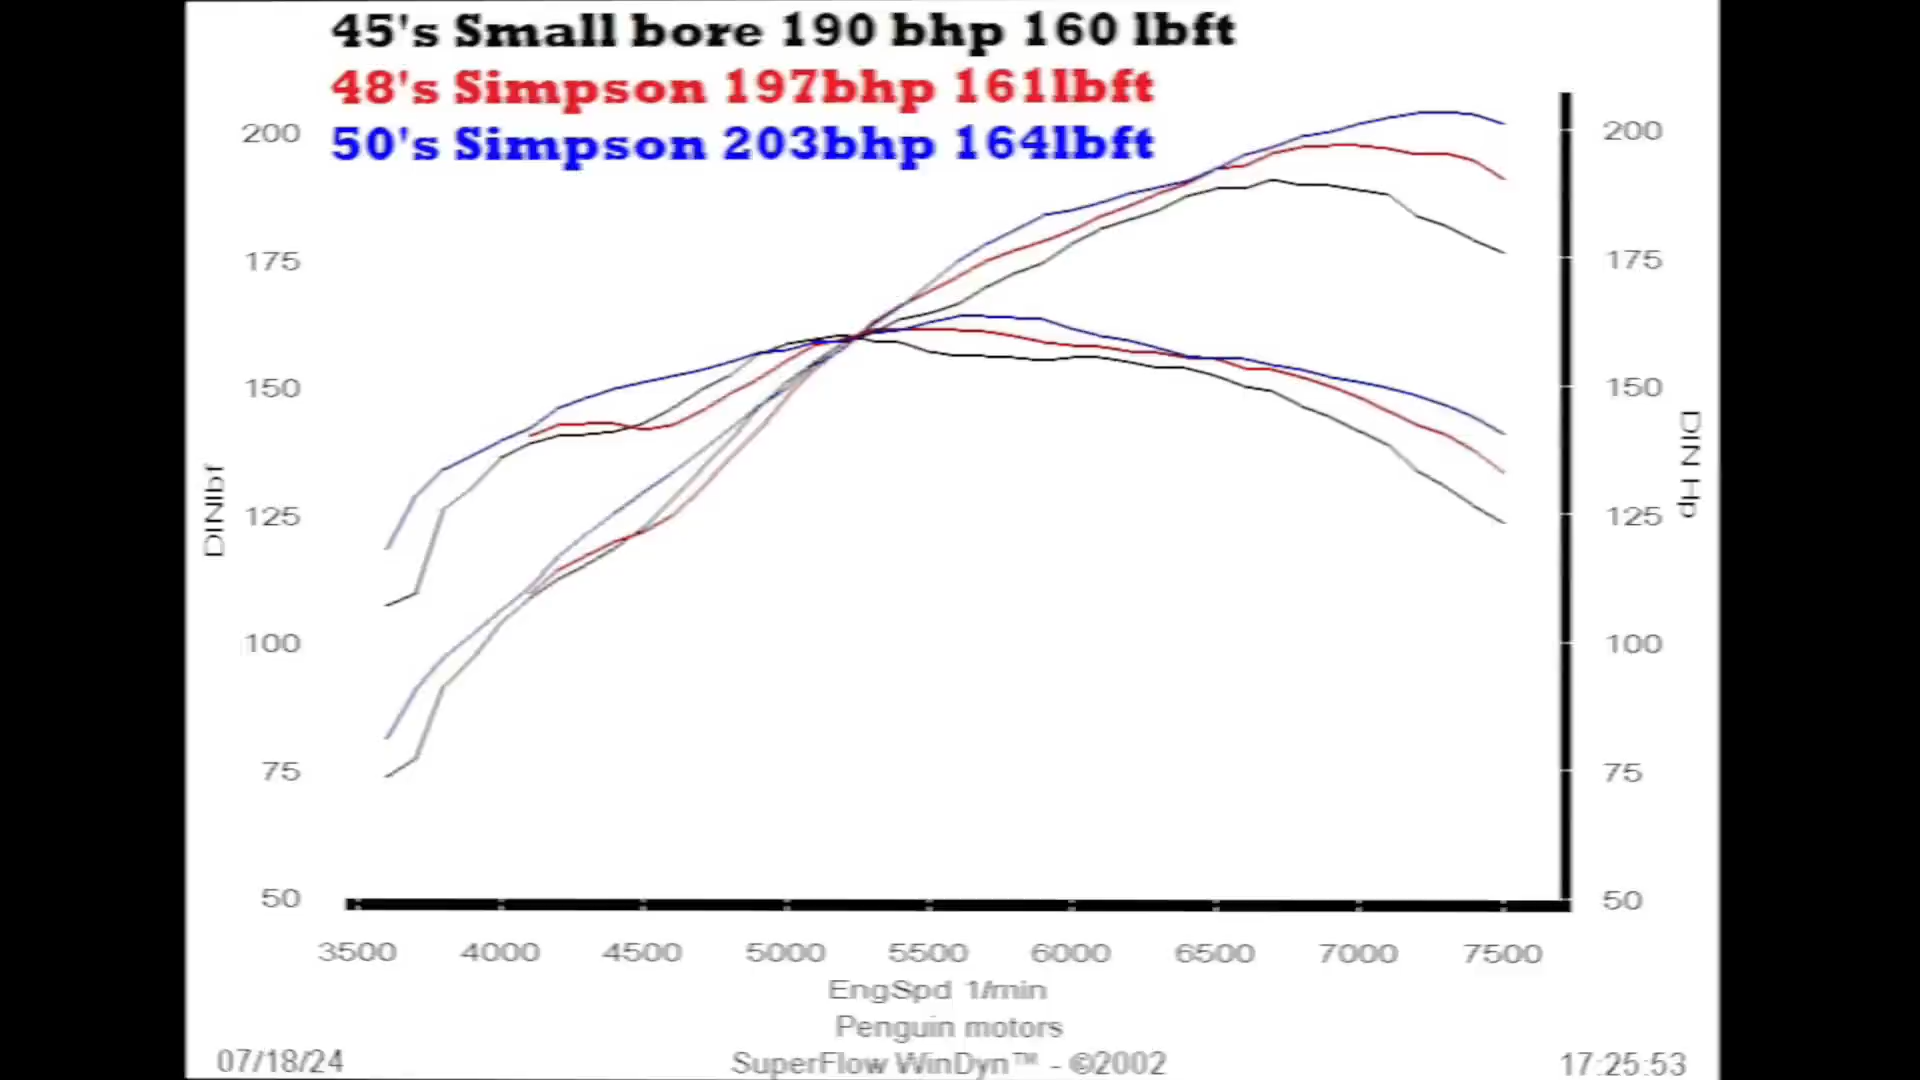 45's Small bore 190 bhp 160 lbft
48's Simpson 197bhp 161lbft
50's Simpson 203bhp 164lbft
200
175
150
125
100
75
50
DINlbf
200
175
150
125
100
75
50
DIN Hp
3500 4000 4500 5000 5500 6000 6500 7000 7500
EngSpd 1/min
Penguin motors
07/18/24 SuperFlow WinDyn™ - ©2002 17:25:53